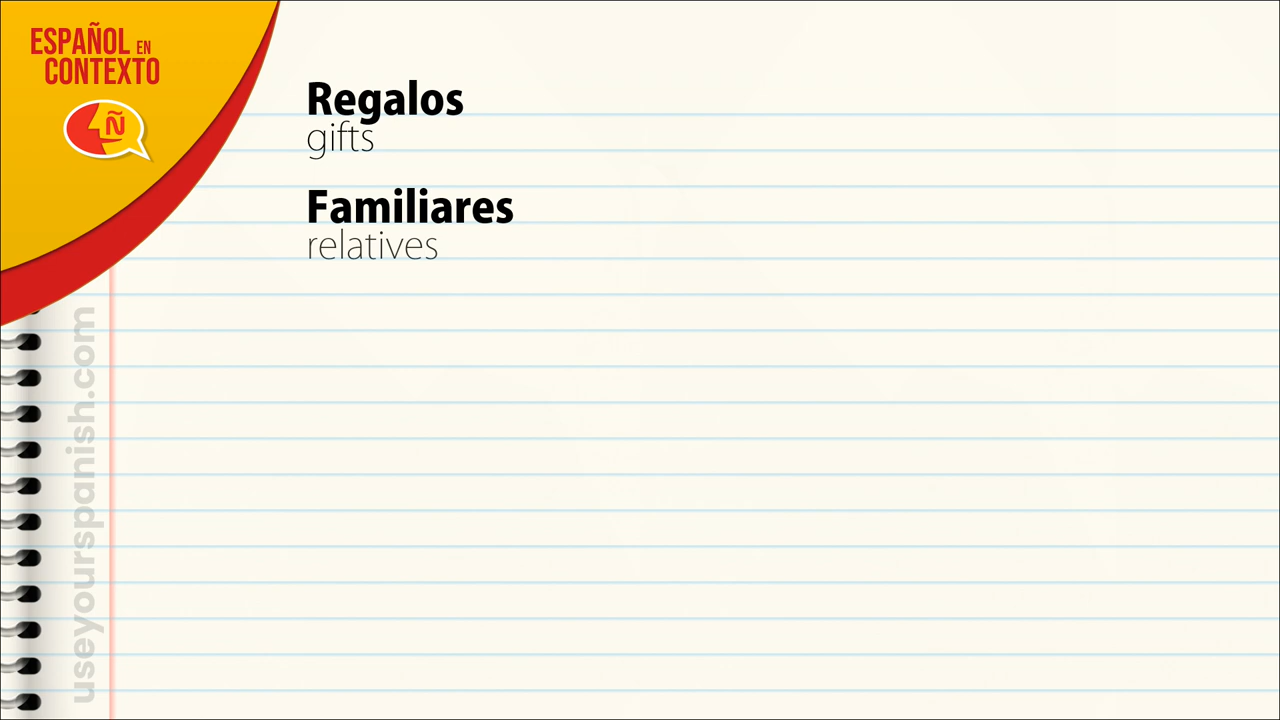 ESPAÑOL EN
CONTEXTO
Ñ
Regalos
gifts
Familiares
relatives
useyourspanish.com